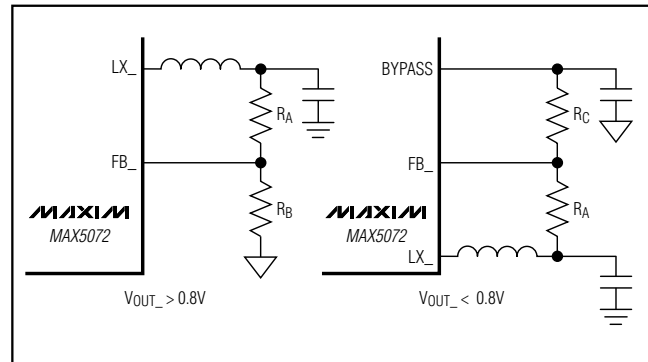 LX_
RA
FB_
RB
MAXIM
MAX5072
VOUT_ > 0.8V
BYPASS
RC
FB_
RA
MAXIM
MAX5072
LX_
VOUT_ < 0.8V